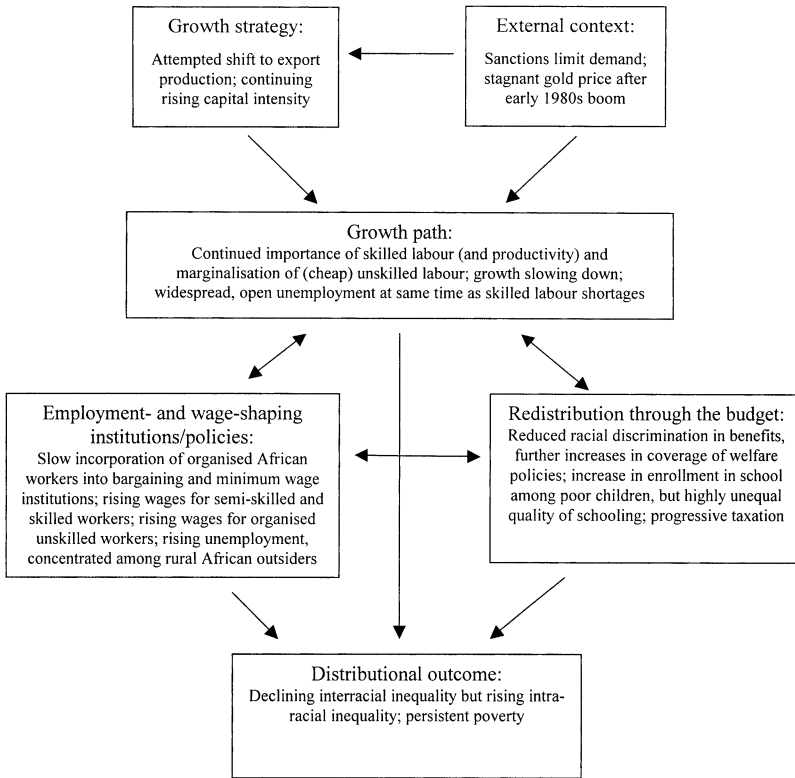 Growth strategy:
Attempted shift to export
production; continuing
rising capital intensity
External context:
Sanctions limit demand;
stagnant gold price after
early 1980s boom
Growth path:
Continued importance of skilled labour (and productivity) and
marginalisation of (cheap) unskilled labour; growth slowing down;
widespread, open unemployment at same time as skilled labour shortages
Employment- and wage-shaping
institutions/policies:
Slow incorporation of organised African
workers into bargaining and minimum wage
institutions; rising wages for semi-skilled and
skilled workers; rising wages for organised
unskilled workers; rising unemployment,
concentrated among rural African outsiders
Redistribution through the budget:
Reduced racial discrimination in benefits,
further increases in coverage of welfare
policies; increase in enrollment in school
among poor children, but highly unequal
quality of schooling; progressive taxation
Distributional outcome:
Declining interracial inequality but rising intra-
racial inequality; persistent poverty